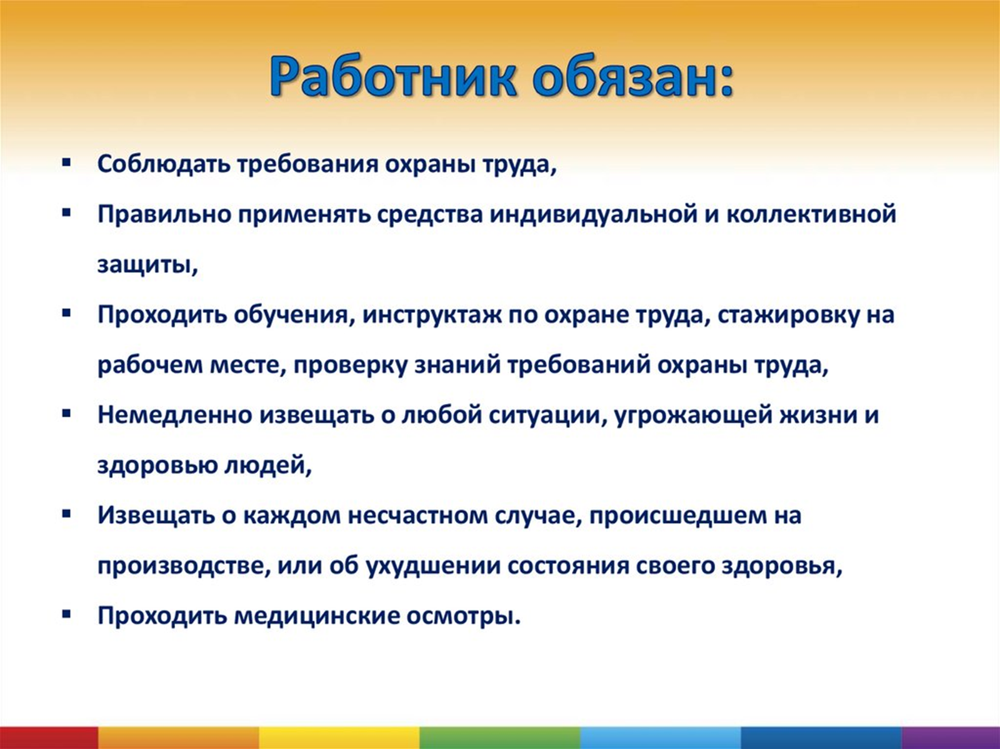 Работник обязан:
▪ Соблюдать требования охраны труда,
▪ Правильно применять средства индивидуальной и коллективной
защиты,
▪ Проходить обучения, инструктаж по охране труда, стажировку на
рабочем месте, проверку знаний требований охраны труда,
▪ Немедленно извещать о любой ситуации, угрожающей жизни и
здоровью людей,
▪ Извещать о каждом несчастном случае, происшедшем на
производстве, или об ухудшении состояния своего здоровья,
▪ Проходить медицинские осмотры.